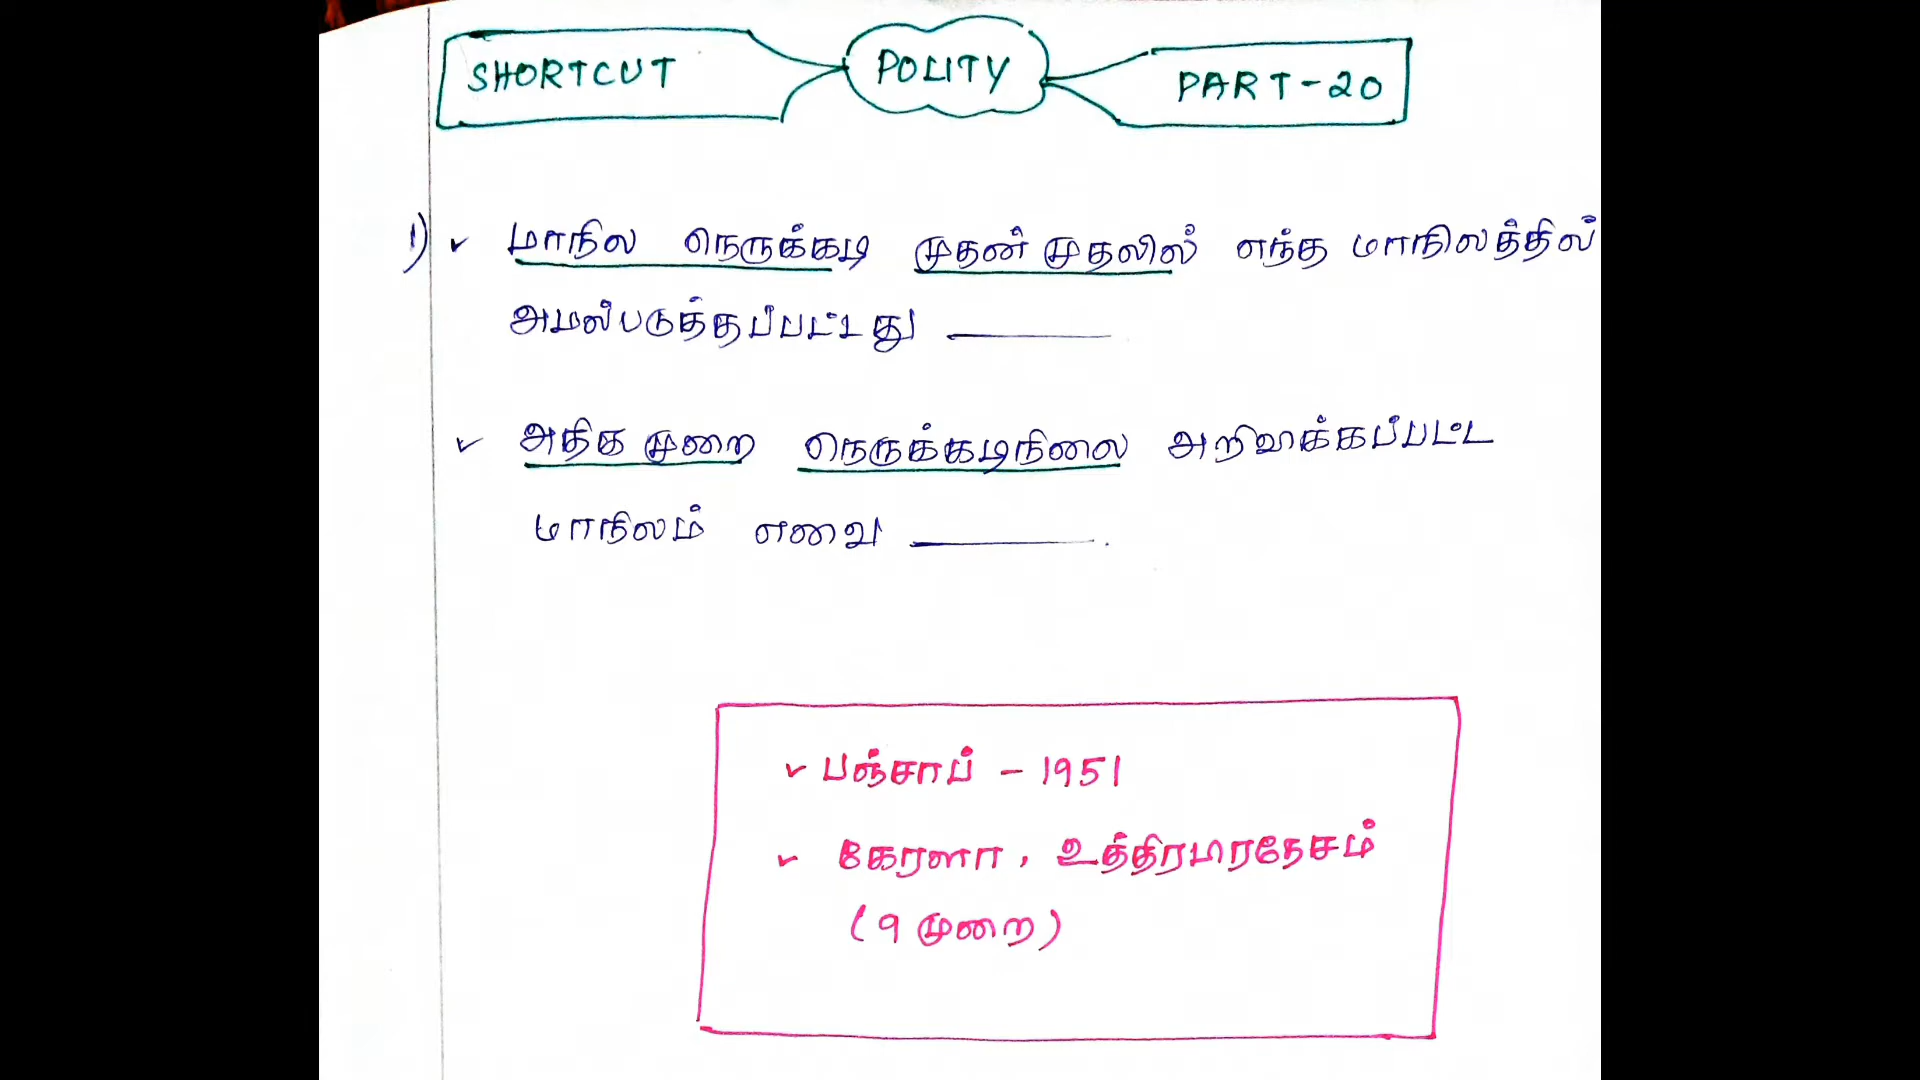 SHORTCUT POLITY PART-20
1) ✓ மாநில நெருக்கடி முதன் முதலில் எந்த மாநிலத்தில்
அமல்படுத்தப்பட்டது ______
✓ அதிக முறை நெருக்கடிநிலை அறிவிக்கப்பட்ட
மாநிலம் எவை ______.
✓ பஞ்சாப் - 1951
✓ கேரளா, உத்திரபிரதேசம்
(9 முறை)